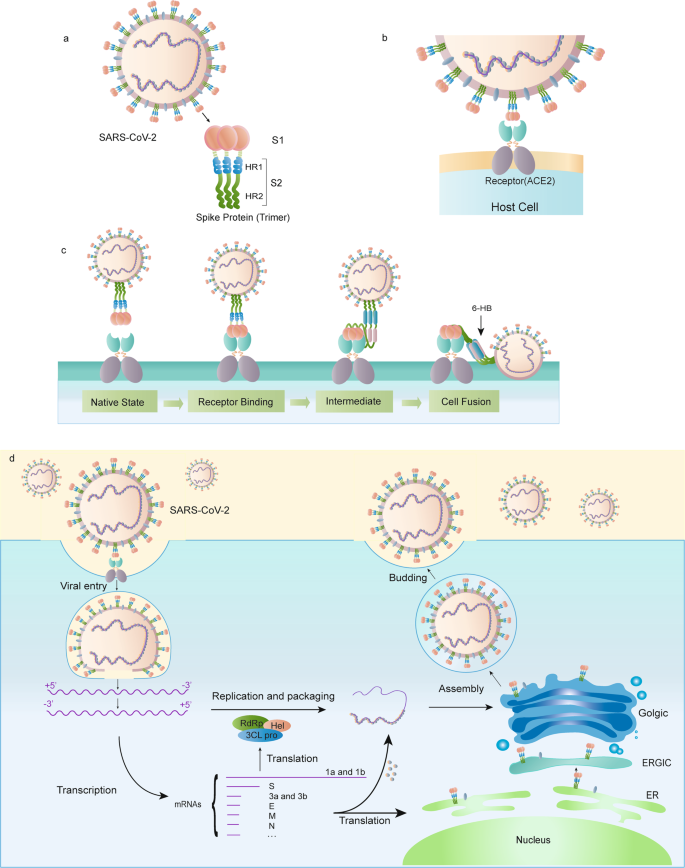 a
SARS-CoV-2
S1
HR1
S2
HR2
Spike Protein (Trimer)
b
Receptor(ACE2)
Host Cell
c
6-HB
Native State
Receptor Binding
Intermediate
Cell Fusion
d
SARS-CoV-2
Viral entry
Budding
+5′ -3′
-3′ +5′
Replication and packaging
RdRp
Hel
3CL pro
Translation
Assembly
Golgic
ERGIC
ER
Nucleus
Transcription
mRNAs
1a and 1b
S
3a and 3b
E
M
N
...
Translation